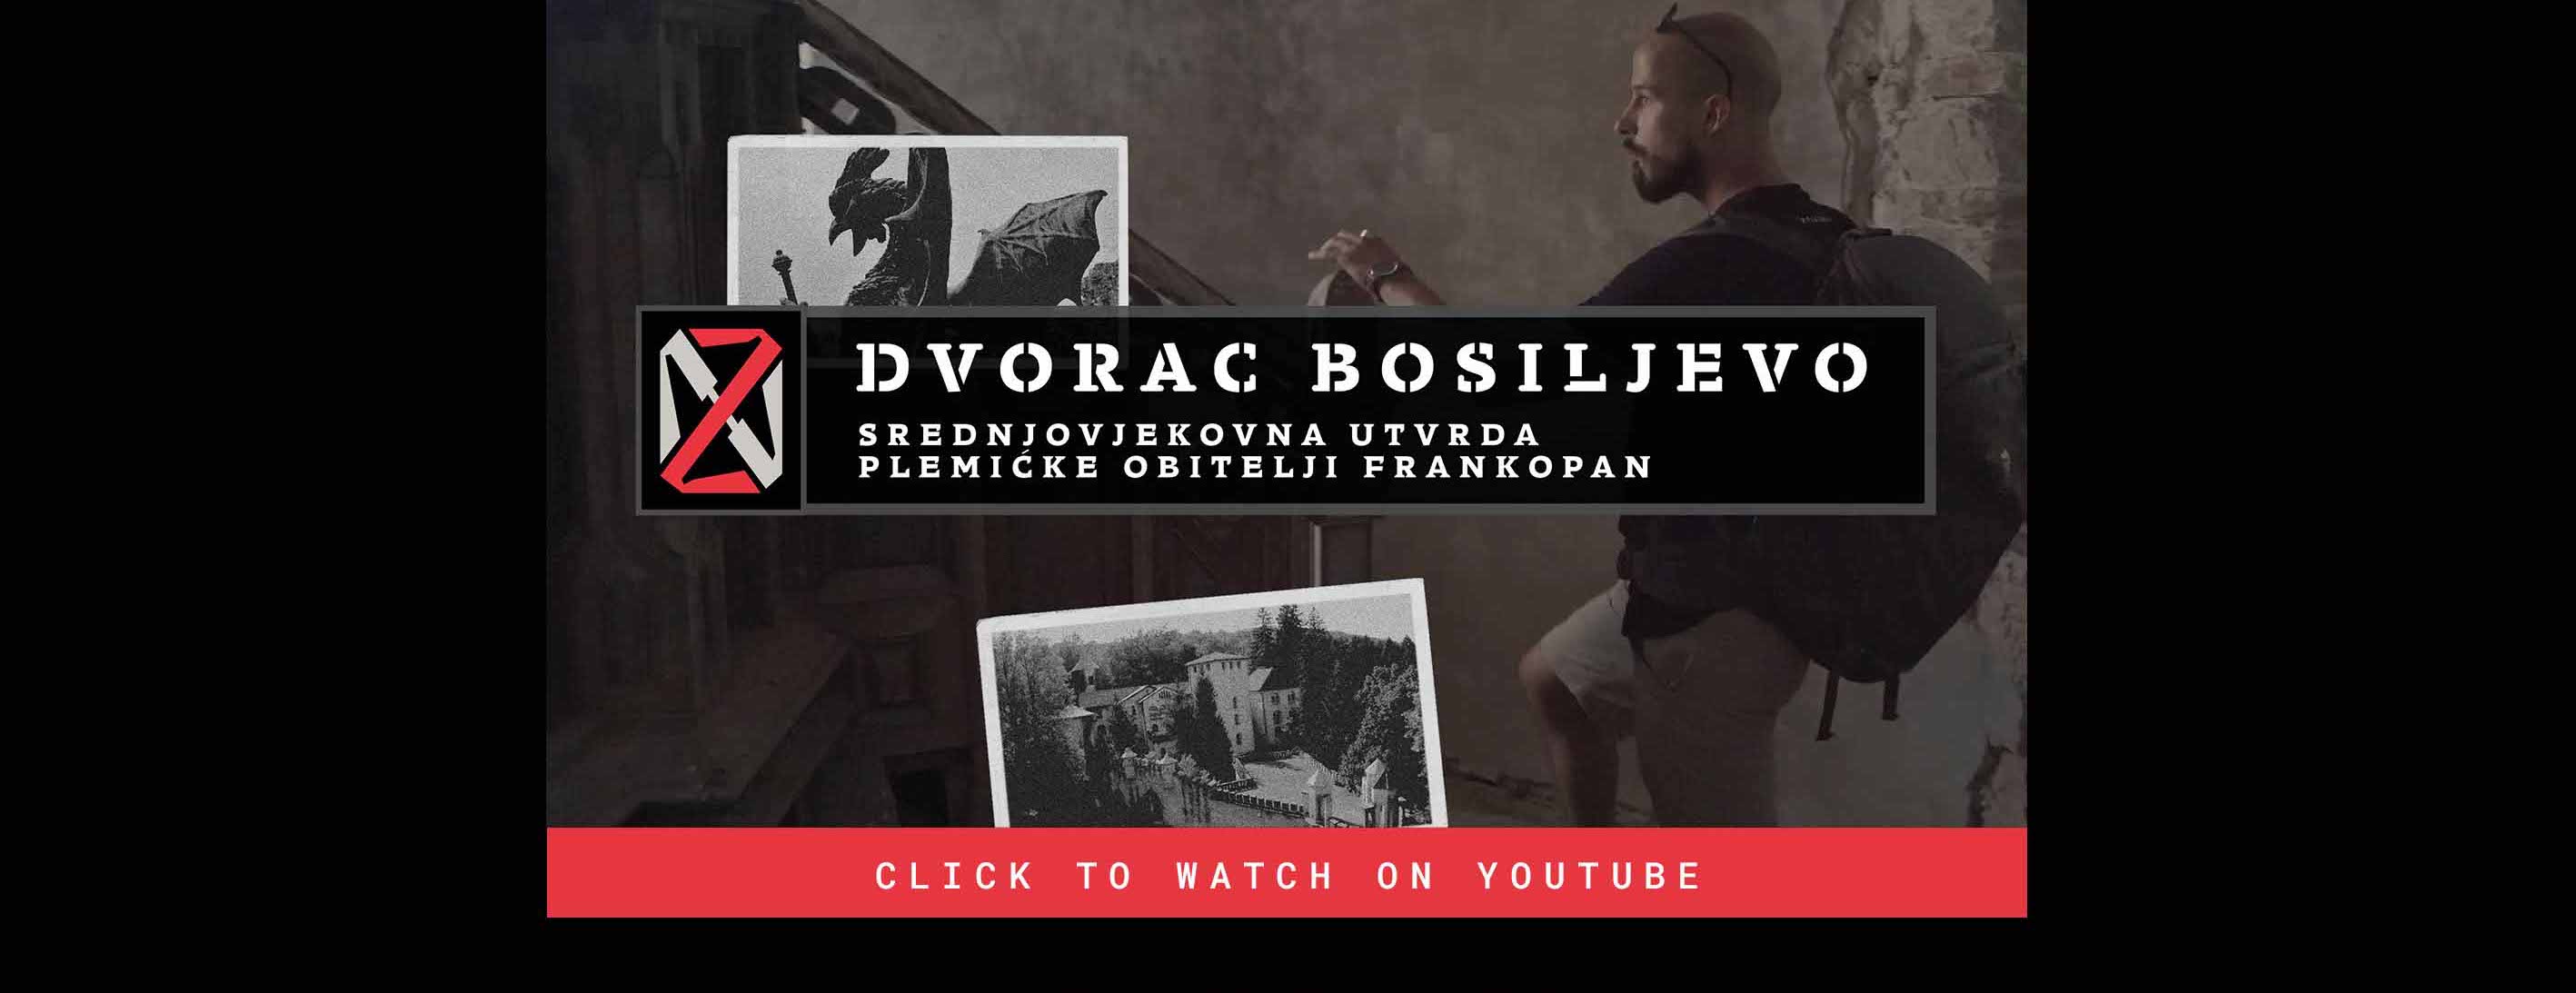 DVORAC BOSILJEVO
SREDNJOVJEKOVNA UTVRDA
PLEMIĆKE OBITELJI FRANKOPAN
CLICK TO WATCH ON YOUTUBE